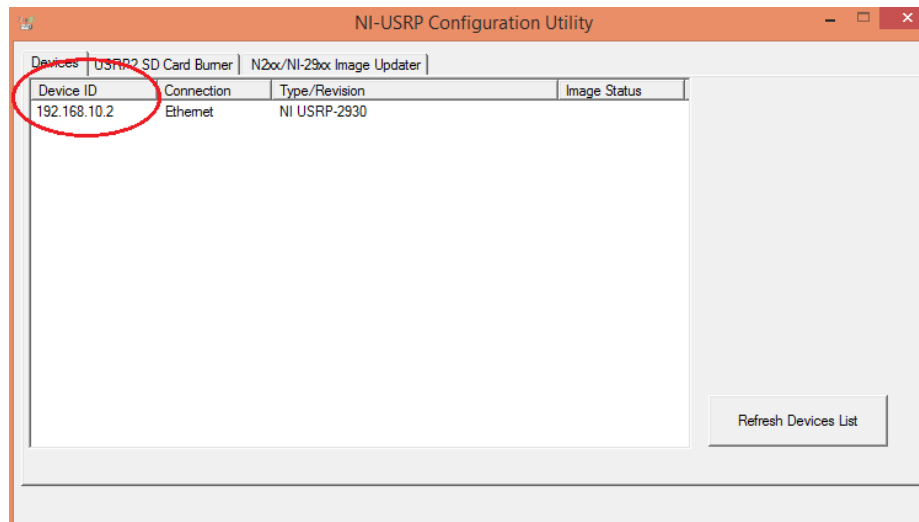 NI-USRP Configuration Utility
Devices USRP2 SD Card Burner N2xx/NI-29xx Image Updater
Device ID Connection Type/Revision Image Status
192.168.10.2 Ethernet NI USRP-2930
Refresh Devices List